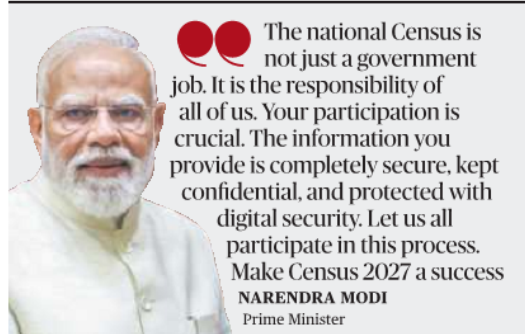 The national Census is
not just a government
job. It is the responsibility of
all of us. Your participation is
crucial. The information you
provide is completely secure, kept
confidential, and protected with
digital security. Let us all
participate in this process.
Make Census 2027 a success
NARENDRA MODI
Prime Minister